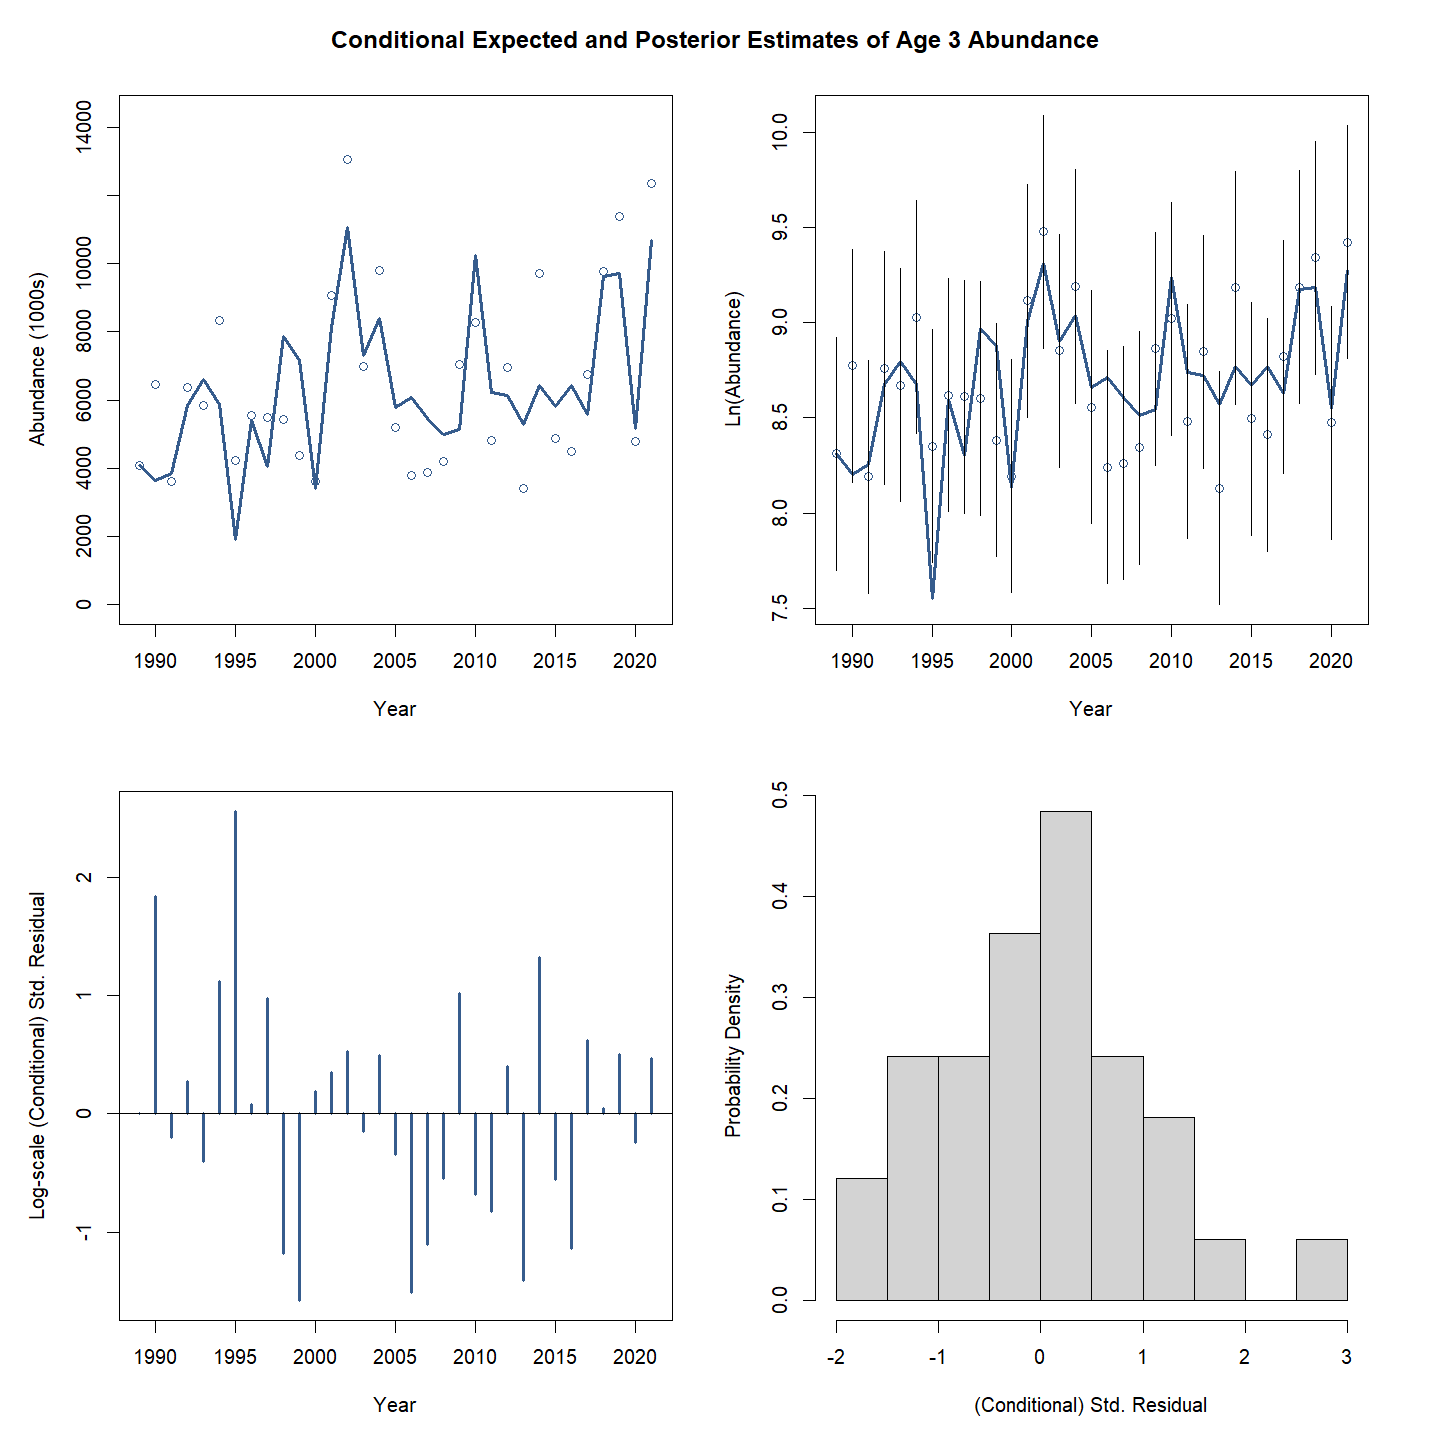 Conditional Expected and Posterior Estimates of Age 3 Abundance
Abundance (1000s)
0
2000
4000
6000
8000
10000
14000
1990 1995 2000 2005 2010 2015 2020
Year
Ln(Abundance)
7.5
8.0
8.5
9.0
9.5
10.0
1990 1995 2000 2005 2010 2015 2020
Year
Log-scale (Conditional) Std. Residual
-1
0
1
2
1990 1995 2000 2005 2010 2015 2020
Year
Probability Density
0.0
0.1
0.2
0.3
0.4
0.5
-2 -1 0 1 2 3
(Conditional) Std. Residual